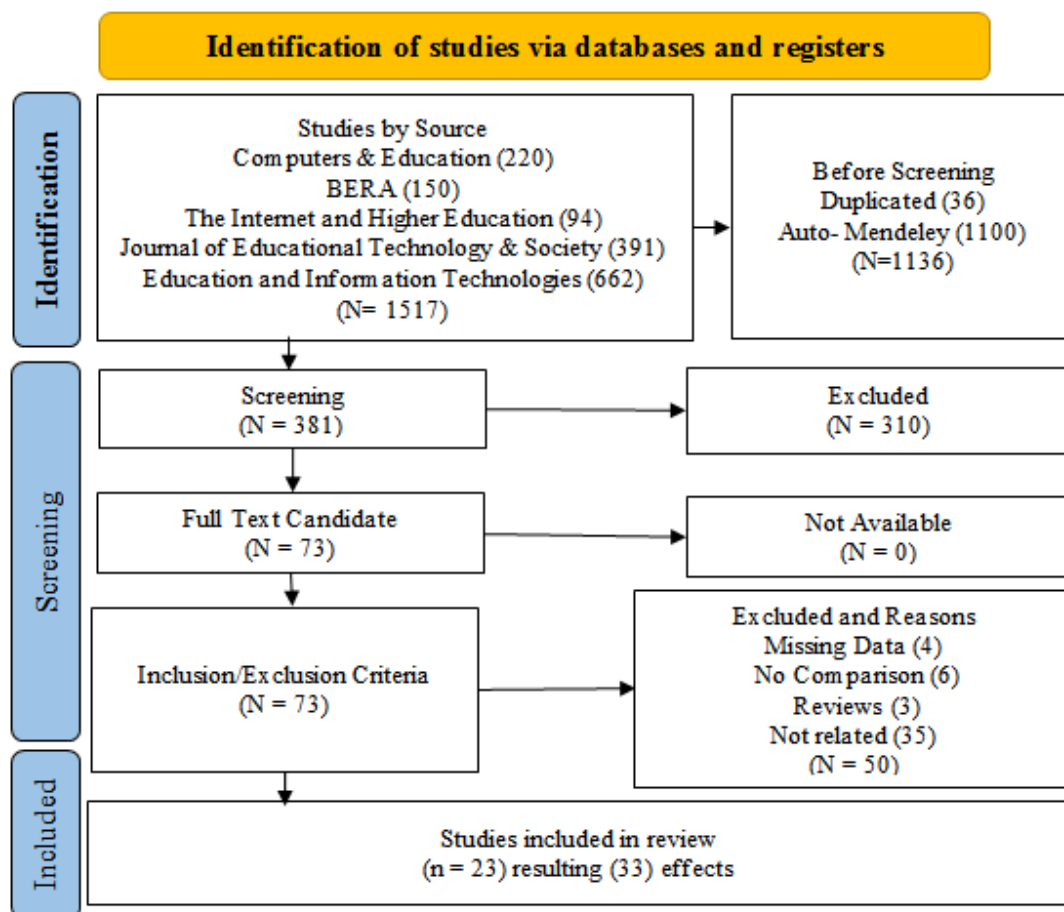 Identification of studies via databases and registers
Identification
Studies by Source
Computers & Education (220)
BERA (150)
The Internet and Higher Education (94)
Journal of Educational Technology & Society (391)
Education and Information Technologies (662)
(N= 1517)
Before Screening
Duplicated (36)
Auto- Mendeley (1100)
(N=1136)
Screening
Screening
(N = 381)
Excluded
(N = 310)
Full Text Candidate
(N = 73)
Not Available
(N = 0)
Inclusion/Exclusion Criteria
(N = 73)
Excluded and Reasons
Missing Data (4)
No Comparison (6)
Reviews (3)
Not related (35)
(N = 50)
Included
Studies included in review
(n = 23) resulting (33) effects